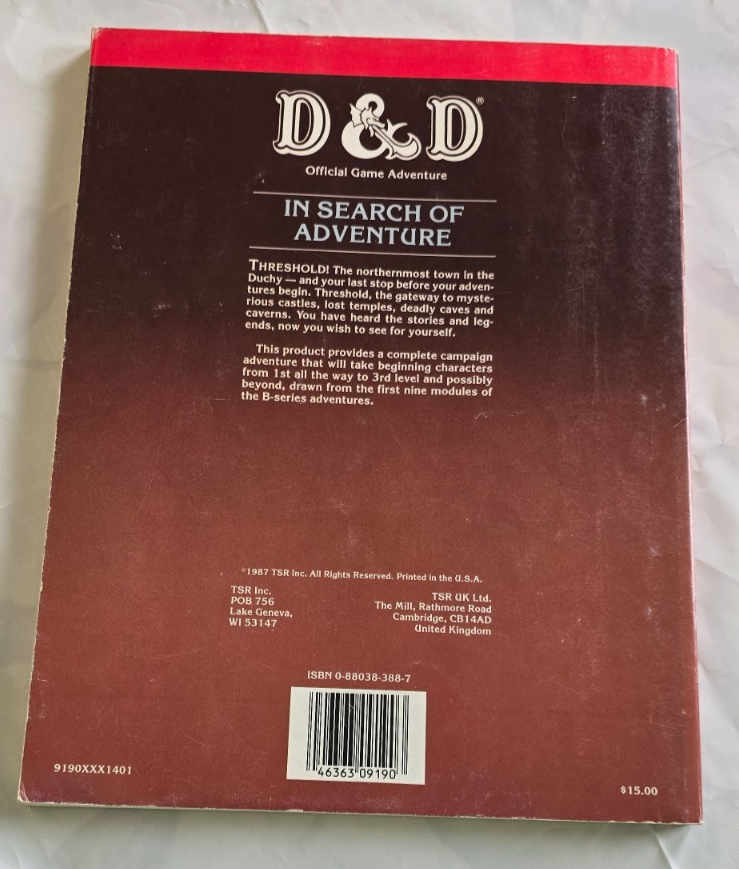 D&D®
Official Game Adventure
IN SEARCH OF
ADVENTURE
THRESHOLD! The northernmost town in the
Duchy — and your last stop before your adven-
tures begin. Threshold, the gateway to myste-
rious castles, lost temples, deadly caves and
caverns. You have heard the stories and leg-
ends, now you wish to see for yourself.
This product provides a complete campaign
adventure that will take beginning characters
from 1st all the way to 3rd level and possibly
beyond, drawn from the first nine modules of
the B-series adventures.
©1987 TSR Inc. All Rights Reserved. Printed in the U.S.A.
TSR Inc.
POB 756
Lake Geneva,
WI 53147
TSR UK Ltd.
The Mill, Rathmore Road
Cambridge, CB14AD
United Kingdom
ISBN 0-88038-388-7
46363 09190
9190XXX1401
$15.00